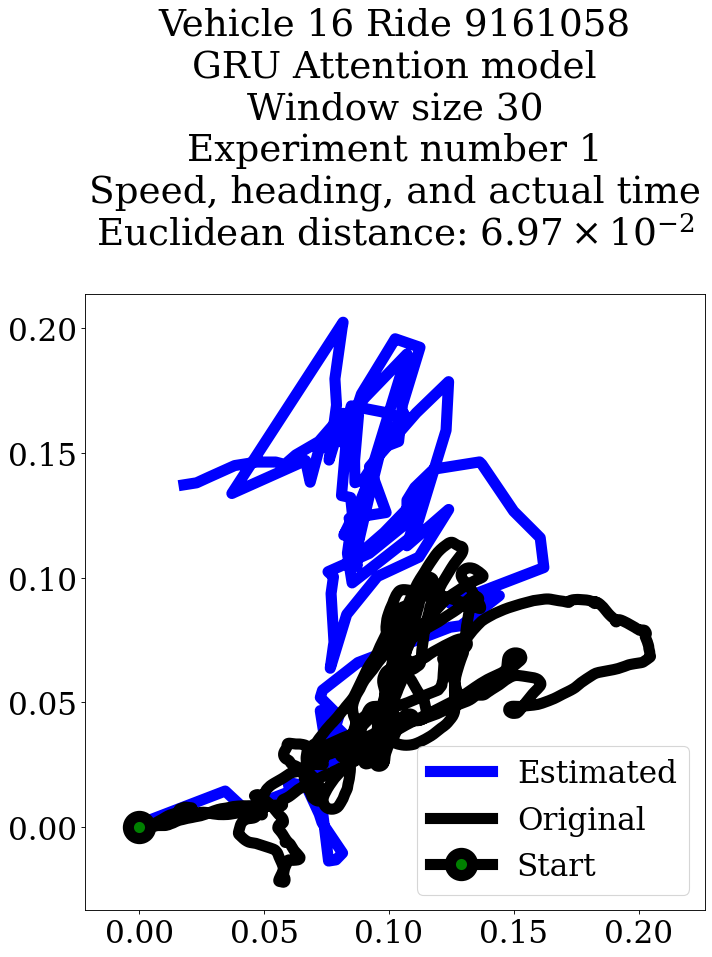 Vehicle 16 Ride 9161058
GRU Attention model
Window size 30
Experiment number 1
Speed, heading, and actual time
Euclidean distance: 6.97 × 10⁻²
0.20
0.15
0.10
0.05
0.00
Estimated
Original
Start
0.00 0.05 0.10 0.15 0.20